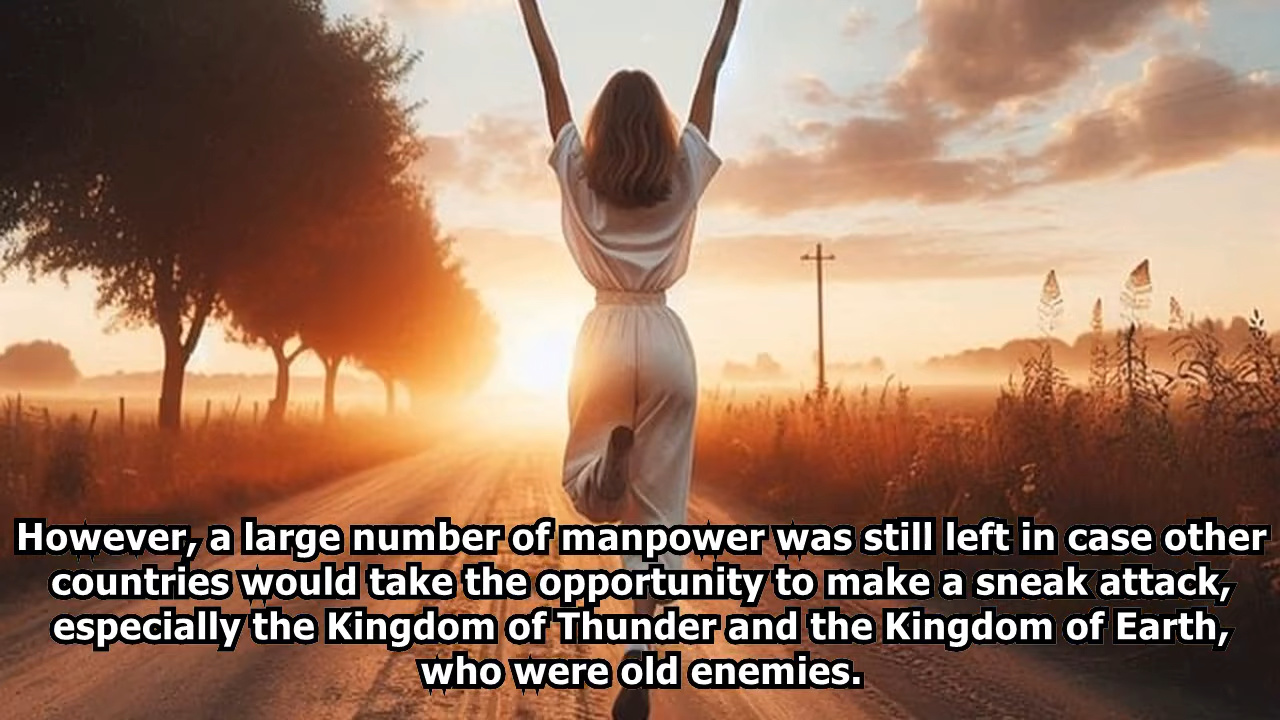 However, a large number of manpower was still left in case other
countries would take the opportunity to make a sneak attack,
especially the Kingdom of Thunder and the Kingdom of Earth,
who were old enemies.